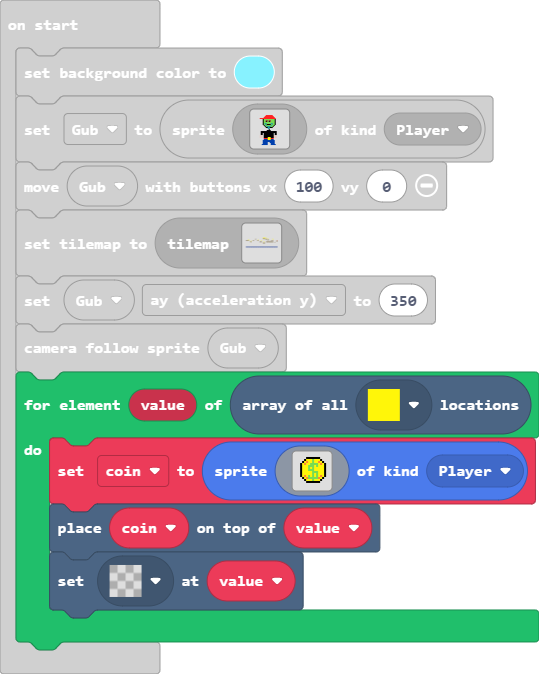 on start
set background color to
set Gub to sprite of kind Player
move Gub with buttons vx 100 vy 0
set tilemap to tilemap
set Gub ay (acceleration y) to 350
camera follow sprite Gub
for element value of array of all locations
do
set coin to sprite of kind Player
place coin on top of value
set at value